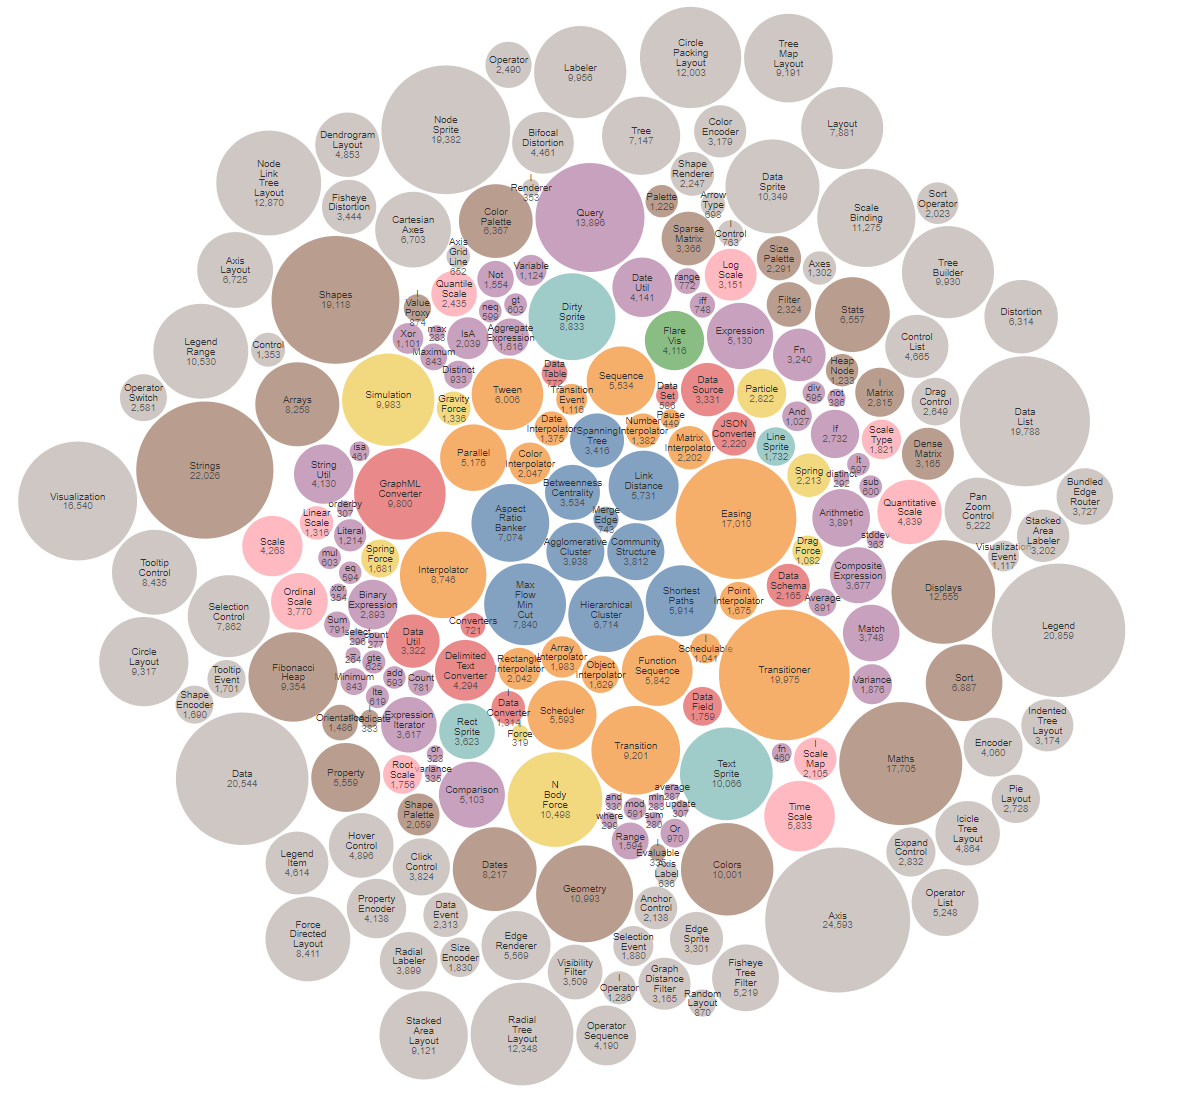 Circle
Packing
Layout
12,003
Tree
Map
Layout
9,191
Operator
2,490
Labeler
9,956
Node
Sprite
19,382
Dendrogram
Layout
4,853
Bifocal
Distortion
4,461
Tree
7,147
Color
Encoder
3,179
Layout
7,881
Node
Link
Tree
Layout
12,870
Fisheye
Distortion
3,444
Cartesian
Axes
6,703
Color
Palette
6,367
I
Renderer
353
Query
13,896
Shape
Renderer
2,247
Palette
1,229
Arrow
Type
698
Data
Sprite
10,349
Scale
Binding
11,275
Sort
Operator
2,023
Axis
Layout
6,725
Shapes
19,118
Axis
Grid
Line
652
Quantile
Scale
2,435
Not
1,554
Variable
1,124
Date
Util
4,141
Sparse
Matrix
3,366
I
Control
763
range
772
Log
Scale
3,151
Size
Palette
2,291
Axes
1,302
Tree
Builder
9,930
Legend
Range
10,530
Control
1,353
I
Value
Proxy
874
neq
599
gt
603
Dirty
Sprite
8,833
iff
748
Filter
2,324
Stats
6,557
Distortion
6,314
Xor
1,101
max
283
IsA
2,039
Aggregate
Expression
1,616
Flare
Vis
4,116
Expression
5,130
Fn
3,240
Control
List
4,665
Maximum
843
Operator
Switch
2,581
Arrays
8,258
Simulation
9,983
Distinct
933
Gravity
Force
1,336
Tween
6,006
Data
Table
772
Transition
Event
1,116
Sequence
5,534
Data
Set
586
Data
Source
3,331
Particle
2,822
div
595
not
386
Heap
Node
1,233
I
Matrix
2,815
Drag
Control
2,649
Data
List
19,788
Strings
22,026
isa
461
String
Util
4,130
Parallel
5,176
Date
Interpolator
1,375
Spanning
Tree
3,416
Number
Interpolator
1,382
Pause
449
Matrix
Interpolator
2,202
JSON
Converter
2,220
Line
Sprite
1,732
And
1,027
If
2,732
Scale
Type
1,821
Dense
Matrix
3,165
Visualization
16,540
GraphML
Converter
9,800
Color
Interpolator
2,047
Betweenness
Centrality
3,534
Link
Distance
5,731
Spring
2,213
distinct
292
lt
597
sub
600
Bundled
Edge
Router
3,727
orderby
307
Linear
Scale
1,316
Literal
1,214
Aspect
Ratio
Banker
7,074
Merge
Edge
743
Easing
17,010
Arithmetic
3,891
Quantitative
Scale
4,839
Pan
Zoom
Control
5,222
Stacked
Area
Labeler
3,202
Scale
4,268
mul
603
Spring
Force
1,681
eq
594
Interpolator
8,746
Agglomerative
Cluster
3,938
Community
Structure
3,812
Drag
Force
1,082
stddev
363
Visualization
Event
1,117
Tooltip
Control
8,435
Composite
Expression
3,677
Displays
12,555
Selection
Control
7,862
Ordinal
Scale
3,770
xor
354
Binary
Expression
2,893
Max
Flow
Min
Cut
7,840
Hierarchical
Cluster
6,714
Shortest
Paths
5,914
Point
Interpolator
1,675
Data
Schema
2,165
Average
891
Legend
20,859
Sum
791
select
296
count
277
Converters
721
Match
3,748
Circle
Layout
9,317
Tooltip
Event
1,701
Fibonacci
Heap
9,354
264
gte
625
Data
Util
3,322
Delimited
Text
Converter
4,294
Rectangle
Interpolator
2,042
Array
Interpolator
1,983
Object
Interpolator
1,629
Function
Sequence
5,842
I
Schedulable
1,041
Transitioner
19,975
Minimum
843
add
593
Count
781
lte
619
Variance
1,876
Sort
6,887
Shape
Encoder
1,690
Orientation
1,486
383
Expression
Iterator
3,617
Rect
Sprite
3,623
I
Data
Converter
1,314
Force
319
Scheduler
5,593
Data
Field
1,759
Indented
Tree
Layout
3,174
Data
20,544
Property
5,559
Root
Scale
1,756
or
323
variance
335
Comparison
5,103
Transition
9,201
Text
Sprite
10,066
fn
460
I
Scale
Map
2,105
Maths
17,705
Encoder
4,060
N
Body
Force
10,498
Shape
Palette
2,059
and
330
where
299
mod
591
min
283
average
287
sum
280
update
307
Time
Scale
5,833
Pie
Layout
2,728
Range
1,594
Or
970
Icicle
Tree
Layout
4,864
Hover
Control
4,896
Legend
Item
4,614
Click
Control
3,824
Dates
8,217
Geometry
10,993
I
Evaluable
335
Axis
Label
636
Colors
10,001
Expand
Control
2,832
Property
Encoder
4,138
Data
Event
2,313
Anchor
Control
2,138
Axis
24,593
Operator
List
5,248
Force
Directed
Layout
8,411
Radial
Labeler
3,899
Size
Encoder
1,830
Edge
Renderer
5,569
Selection
Event
1,880
Edge
Sprite
3,301
Visibility
Filter
3,509
I
Operator
1,286
Graph
Distance
Filter
3,165
Random
Layout
870
Fisheye
Tree
Filter
5,219
Stacked
Area
Layout
9,121
Radial
Tree
Layout
12,348
Operator
Sequence
4,190